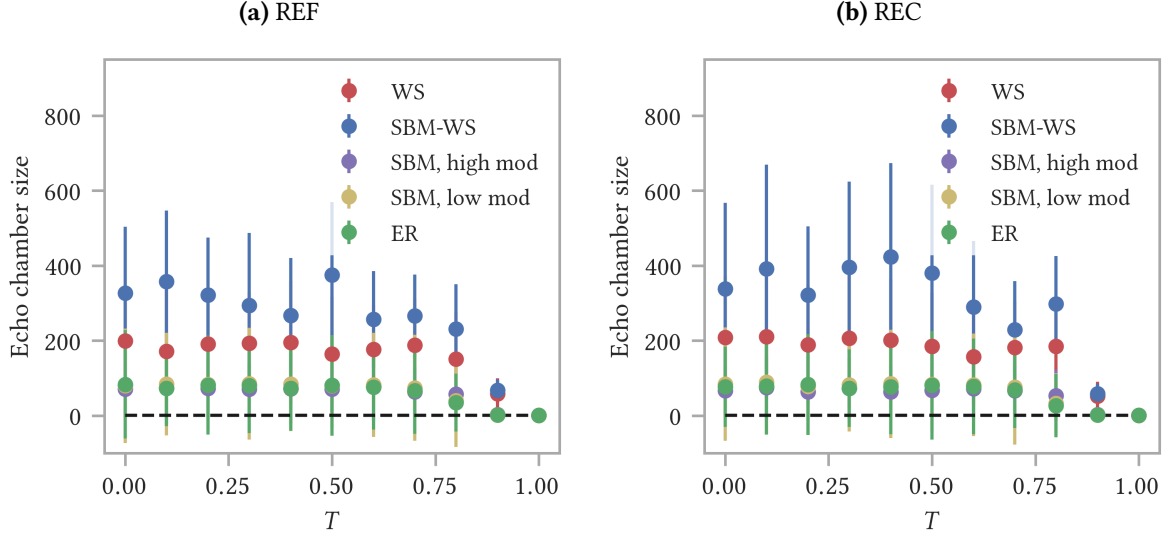 (a) REF
Echo chamber size
800
600
400
200
0
WS
SBM-WS
SBM, high mod
SBM, low mod
ER
0.00 0.25 0.50 0.75 1.00
T
(b) REC
Echo chamber size
800
600
400
200
0
WS
SBM-WS
SBM, high mod
SBM, low mod
ER
0.00 0.25 0.50 0.75 1.00
T